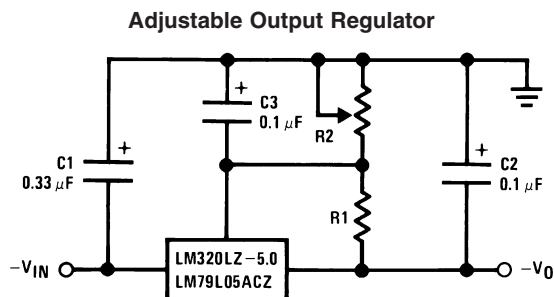 Adjustable Output Regulator
+
C3
0.1 μF
R2
+
C1
0.33 μF
+
C2
0.1 μF
R1
LM320LZ–5.0
LM79L05ACZ
–VIN
–VO